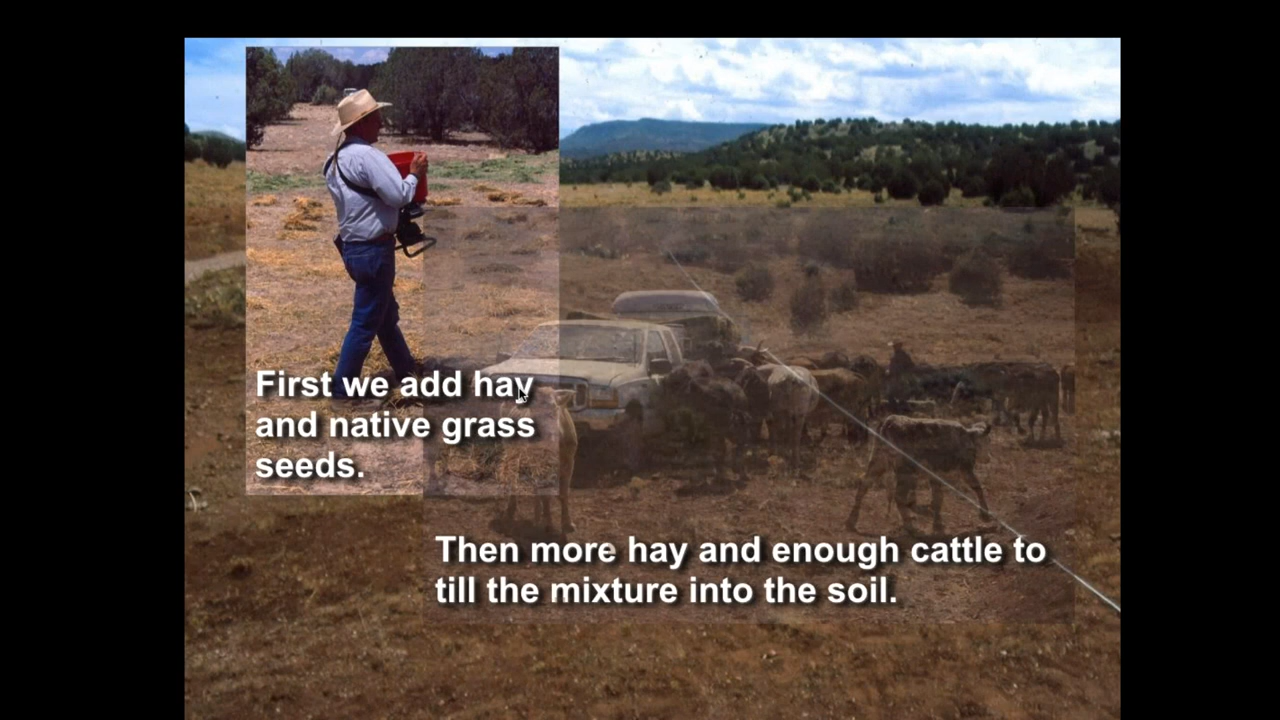 First we add hay
and native grass
seeds.
Then more hay and enough cattle to
till the mixture into the soil.